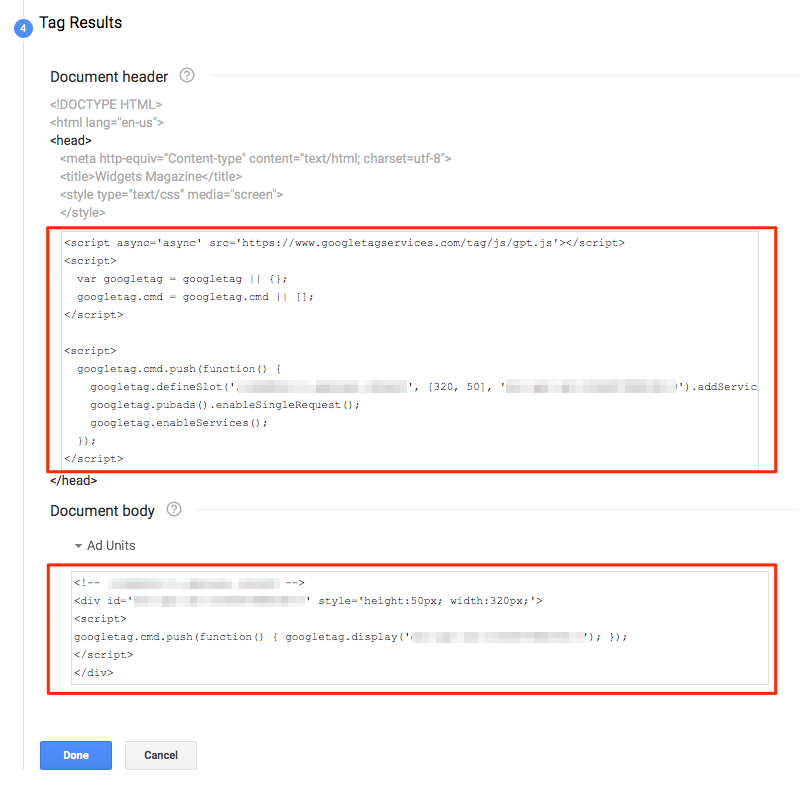 4 Tag Results
Document header ?
<!DOCTYPE HTML>
<html lang="en-us">
<head>
<meta http-equiv="Content-type" content="text/html; charset=utf-8">
<title>Widgets Magazine</title>
<style type="text/css" media="screen">
</style>
<script async='async' src='https://www.googletagservices.com/tag/js/gpt.js'></script>
<script>
var googletag = googletag || {};
googletag.cmd = googletag.cmd || [];
</script>
<script>
googletag.cmd.push(function() {
googletag.defineSlot(' ', [320, 50], ' ').addServic
googletag.pubads().enableSingleRequest();
googletag.enableServices();
});
</script>
</head>
Document body ?
Ad Units
<!-- -->
<div id=' ' style='height:50px; width:320px;'>
<script>
googletag.cmd.push(function() { googletag.display(' '); });
</script>
</div>
Done Cancel